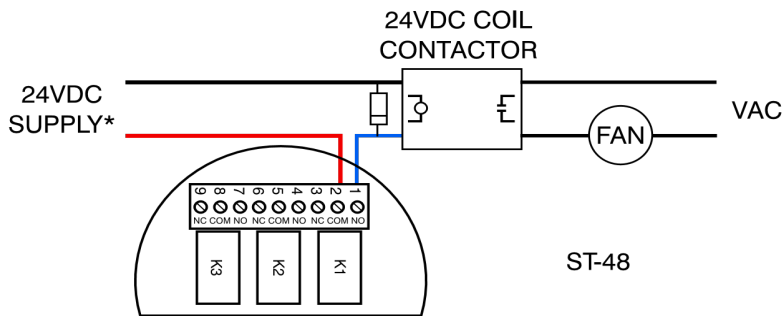 24VDC COIL
CONTACTOR
24VDC
SUPPLY*
VAC
FAN
9 8 7 6 5 4 3 2 1
NC COM NO NC COM NO NC COM NO
K3 K2 K1
ST-48